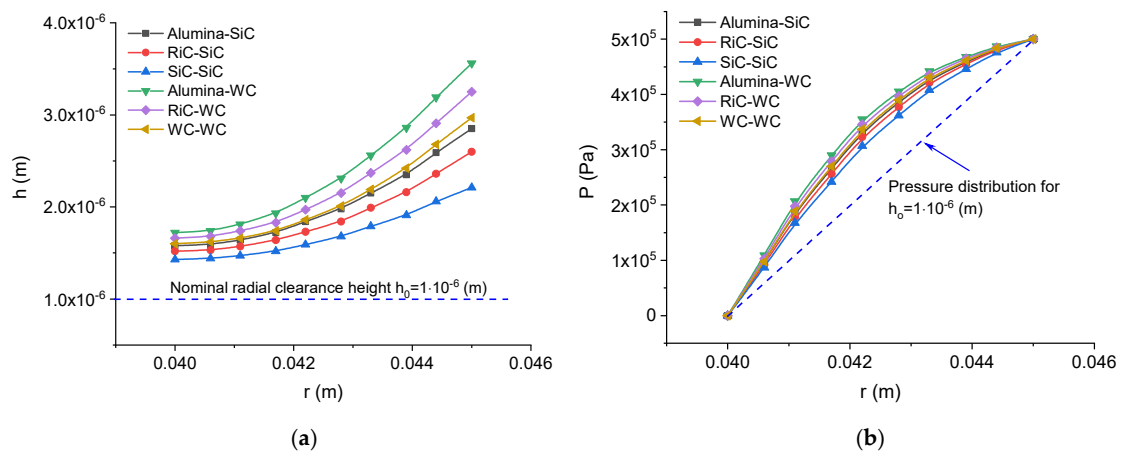 4.0x10⁻⁶
3.0x10⁻⁶
2.0x10⁻⁶
1.0x10⁻⁶
h (m)
Alumina-SiC
RiC-SiC
SiC-SiC
Alumina-WC
RiC-WC
WC-WC
Nominal radial clearance height h₀=1·10⁻⁶ (m)
0.040
0.042
0.044
0.046
r (m)
(a)
5x10⁵
4x10⁵
3x10⁵
2x10⁵
1x10⁵
0
P (Pa)
Alumina-SiC
RiC-SiC
SiC-SiC
Alumina-WC
RiC-WC
WC-WC
Pressure distribution for
hₒ=1·10⁻⁶ (m)
0.040
0.042
0.044
0.046
r (m)
(b)